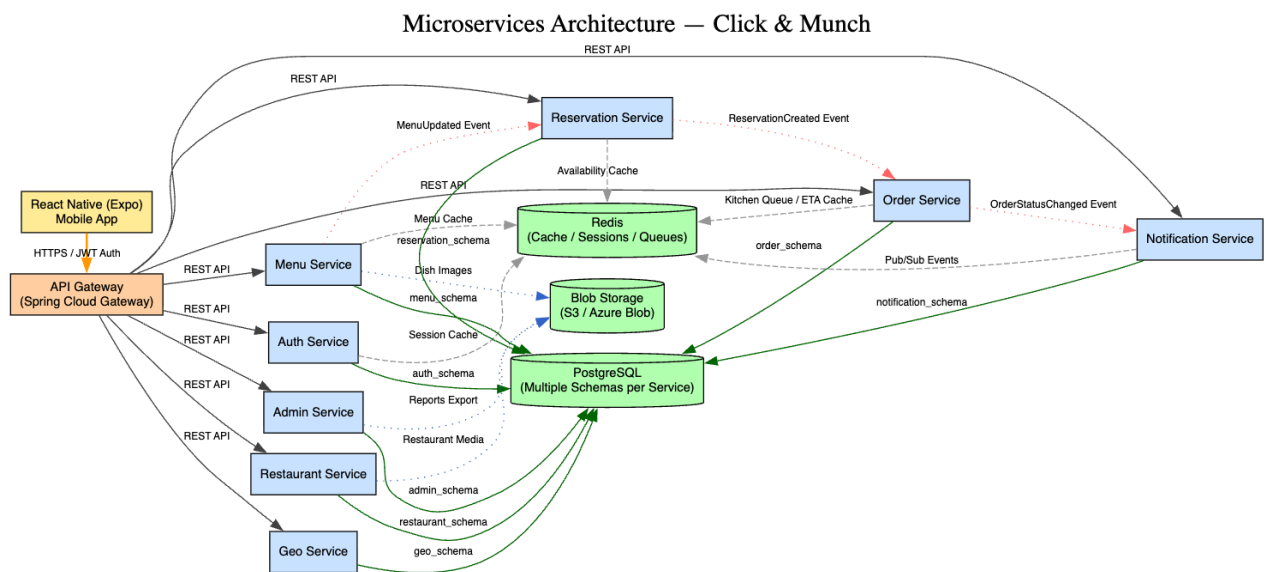 Microservices Architecture — Click & Munch
REST API
REST API
MenuUpdated Event
Reservation Service
ReservationCreated Event
Availability Cache
REST API
React Native (Expo)
Mobile App
Order Service
Kitchen Queue / ETA Cache
OrderStatusChanged Event
Menu Cache
Redis
(Cache / Sessions / Queues)
reservation_schema
order_schema
Notification Service
HTTPS / JWT Auth
Menu Service
REST API
Dish Images
Pub/Sub Events
API Gateway
(Spring Cloud Gateway)
menu_schema
Blob Storage
(S3 / Azure Blob)
notification_schema
REST API
Auth Service
Session Cache
REST API
auth_schema
PostgreSQL
(Multiple Schemas per Service)
REST API
Reports Export
Admin Service
REST API
Restaurant Media
Restaurant Service
admin_schema
restaurant_schema
Geo Service
geo_schema